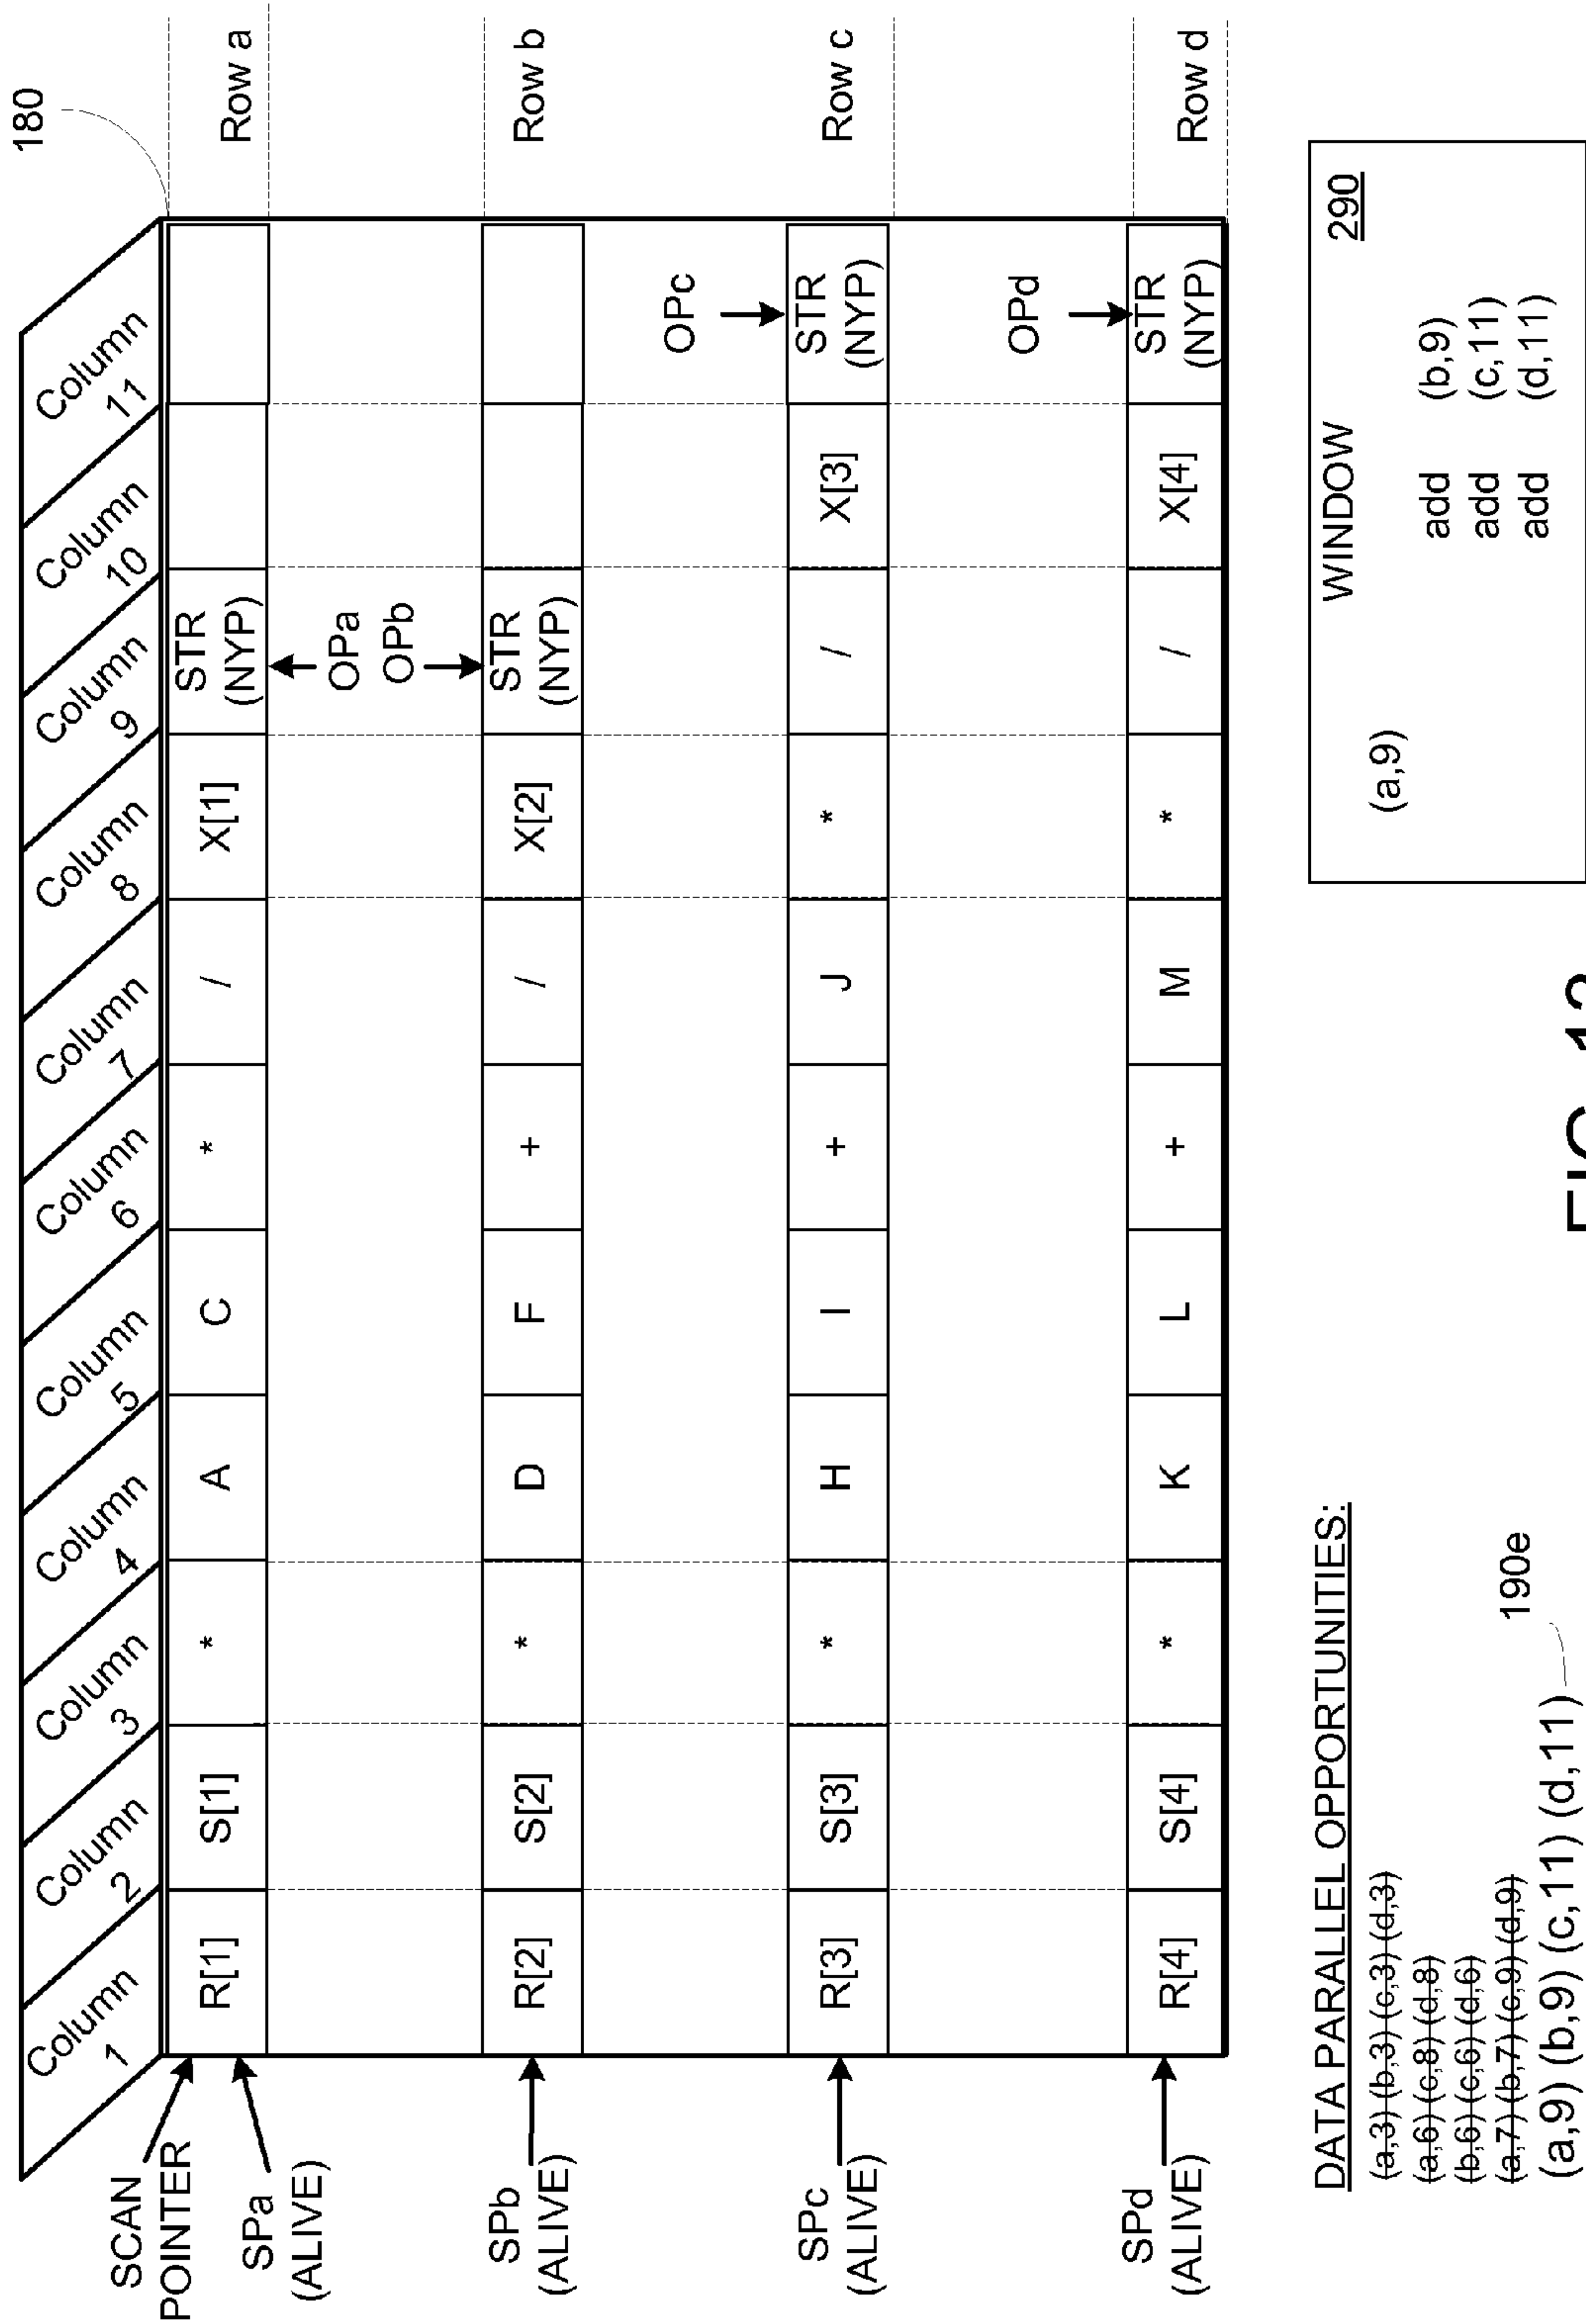 180
Column 1
Column 2
Column 3
Column 4
Column 5
Column 6
Column 7
Column 8
Column 9
Column 10
Column 11
SCAN
POINTER
SPa
(ALIVE)
R[1] S[1] * A C * / X[1] STR (NYP)
Row a
OPa
OPb
SPb
(ALIVE)
R[2] S[2] * D F + / X[2] STR (NYP)
Row b
OPc
SPc
(ALIVE)
R[3] S[3] * H I + J * / X[3] STR (NYP)
Row c
OPd
SPd
(ALIVE)
R[4] S[4] * K L + M * / X[4] STR (NYP)
Row d
DATA PARALLEL OPPORTUNITIES:
(a,3) (b,3) (c,3) (d,3)
(a,6) (c,8) (d,8)
(b,6) (c,6) (d,6)
(a,7) (b,7) (c,9) (d,9)
(a,9) (b,9) (c,11) (d,11)
190e
WINDOW 290
(a,9)
add (b,9)
add (c,11)
add (d,11)